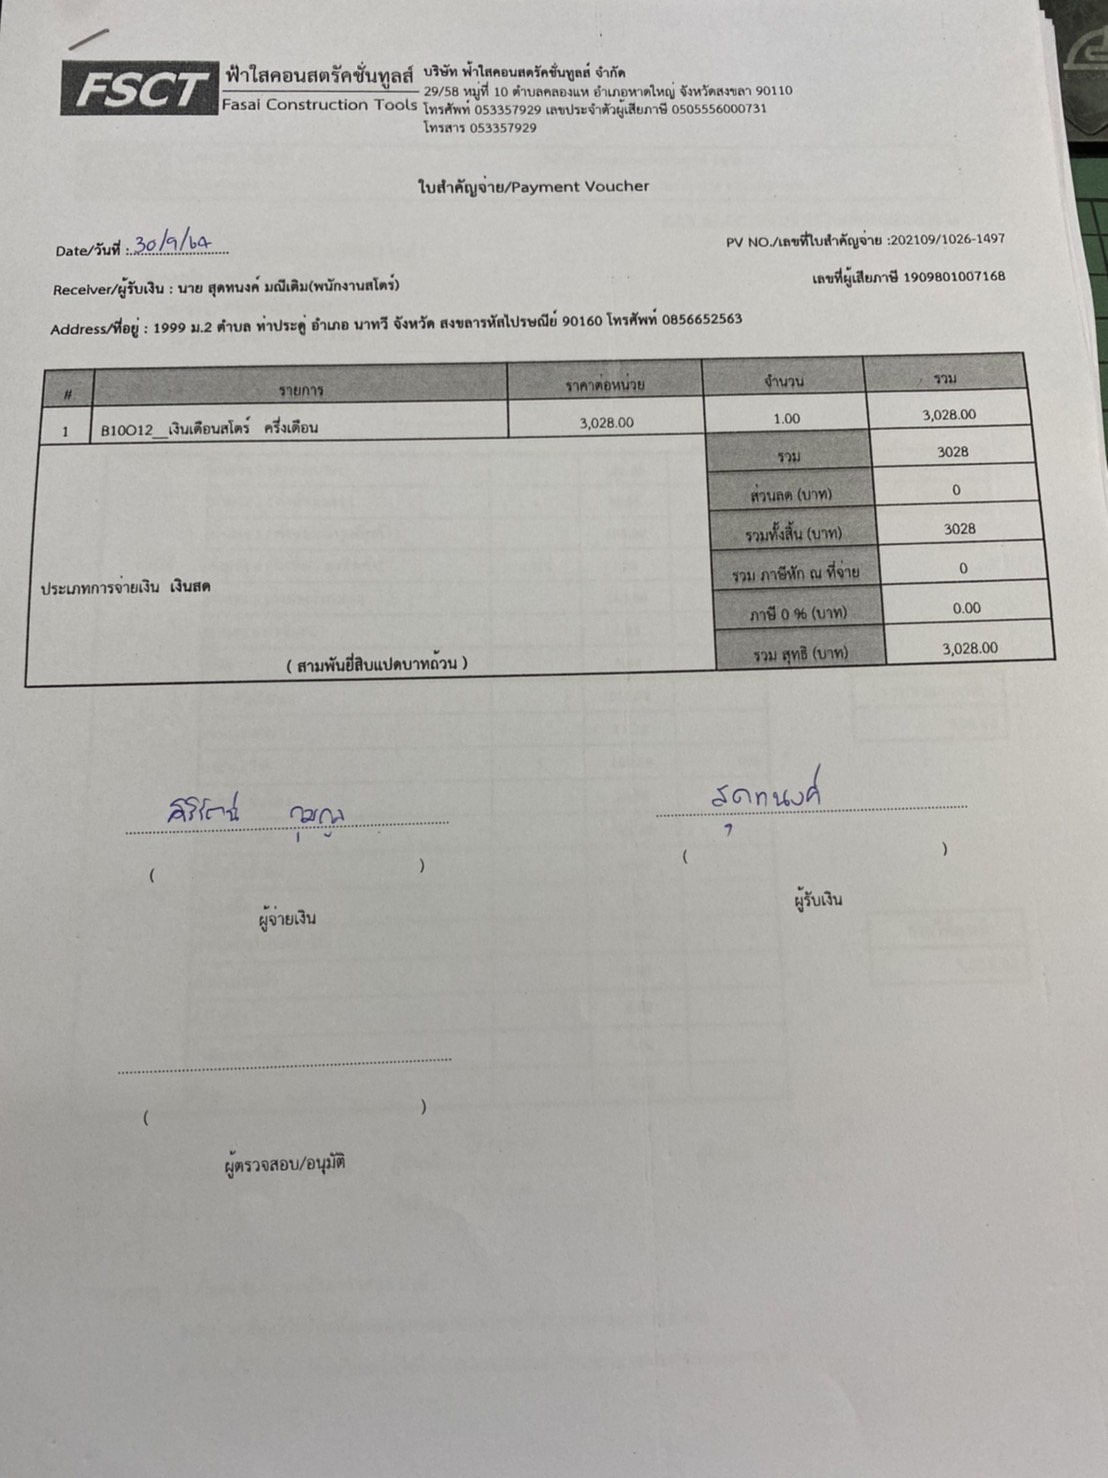 FSCT ฟ้าใสคอนสตรัคชั่นทูลส์
Fasai Construction Tools
บริษัท ฟ้าใสคอนสตรัคชั่นทูลส์ จำกัด
29/58 หมู่ที่ 10 ตำบลคลองแห อำเภอหาดใหญ่ จังหวัดสงขลา 90110
โทรศัพท์ 053357929 เลขประจำตัวผู้เสียภาษี 0505556000731
โทรสาร 053357929
ใบสำคัญจ่าย/Payment Voucher
Date/วันที่ : 30/9/64
PV NO./เลขที่ใบสำคัญจ่าย :202109/1026-1497
Receiver/ผู้รับเงิน : นาย สุดทนงค์ มณีเติม(พนักงานสโตร์)
เลขที่ผู้เสียภาษี 1909801007168
Address/ที่อยู่ : 1999 ม.2 ตำบล ท่าประดู่ อำเภอ นาทวี จังหวัด สงขลารหัสไปรษณีย์ 90160 โทรศัพท์ 0856652563
# รายการ ราคาต่อหน่วย จำนวน รวม
1 B10O12__เงินเดือนสโตร์ ครึ่งเดือน 3,028.00 1.00 3,028.00
รวม 3028
ส่วนลด (บาท) 0
รวมทั้งสิ้น (บาท) 3028
รวม ภาษีหัก ณ ที่จ่าย 0
ประเภทการจ่ายเงิน เงินสด
ภาษี 0 % (บาท) 0.00
( สามพันยี่สิบแปดบาทถ้วน )
รวม สุทธิ (บาท) 3,028.00
สุดทนงค์
( )
( )
ผู้จ่ายเงิน
ผู้รับเงิน
( )
ผู้ตรวจสอบ/อนุมัติ